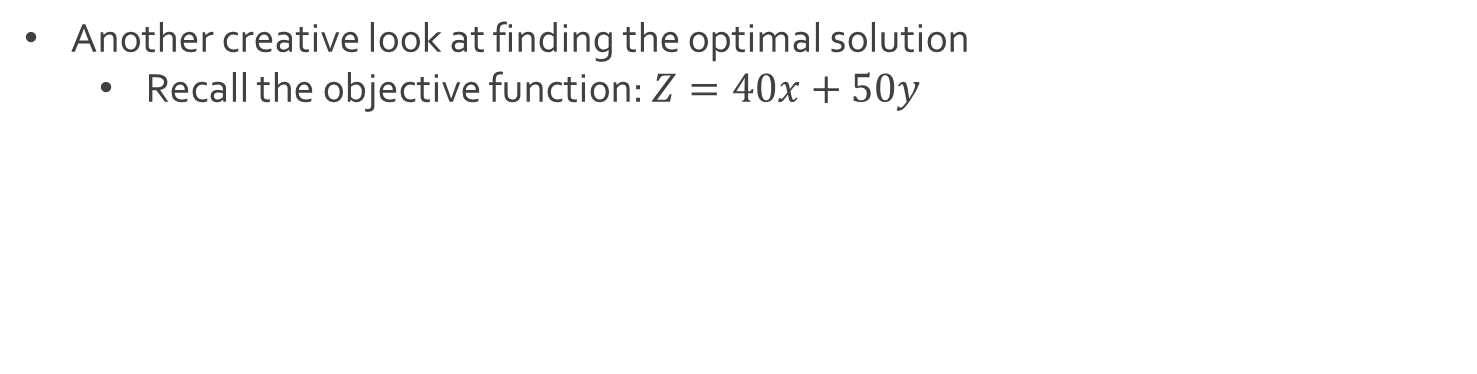 • Another creative look at finding the optimal solution
• Recall the objective function: Z = 40x + 50y